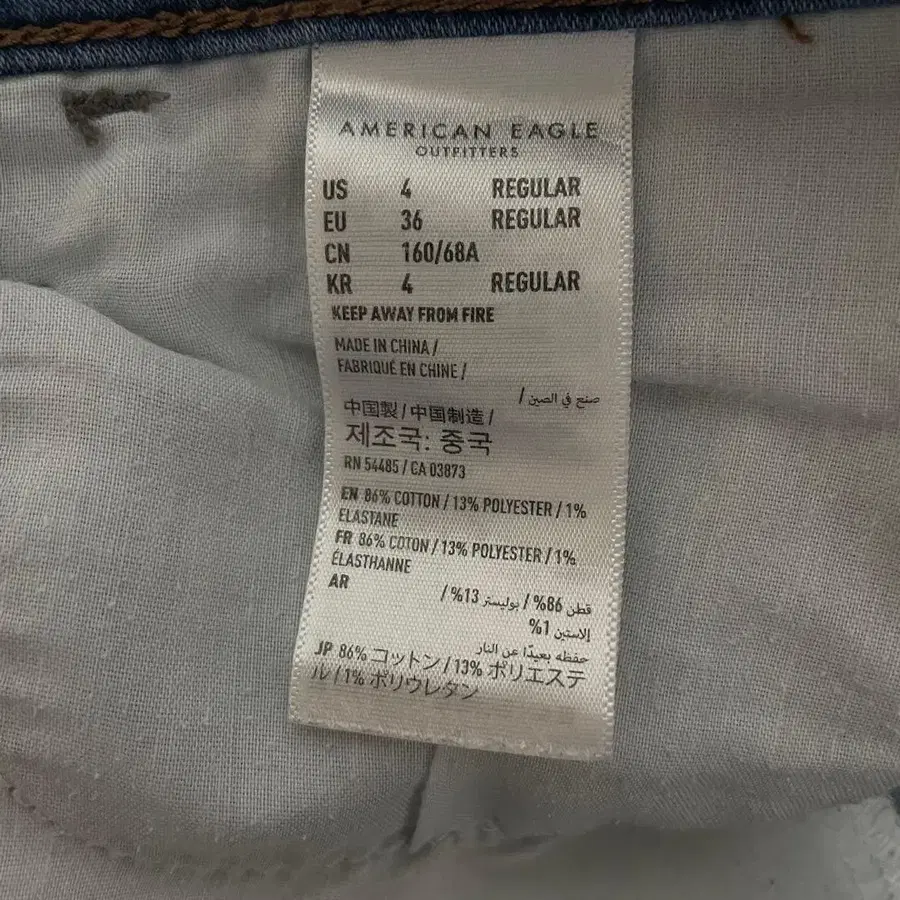 AMERICAN EAGLE
OUTFITTERS
US 4 REGULAR
EU 36 REGULAR
CN 160/68A
KR 4 REGULAR
KEEP AWAY FROM FIRE
MADE IN CHINA /
FABRIQUÉ EN CHINE /
صنع في الصين /
中国製 / 中国制造 /
제조국: 중국
RN 54485 / CA 03873
EN 86% COTTON / 13% POLYESTER / 1%
ELASTANE
FR 86% COTON / 13% POLYESTER / 1%
ÉLASTHANNE
AR
قطن 86% / بوليستر 13% /
إلاستين 1%
حفظه بعيدًا عن النار
JP 86% コットン / 13% ポリエステ
ル / 1% ポリウレタン